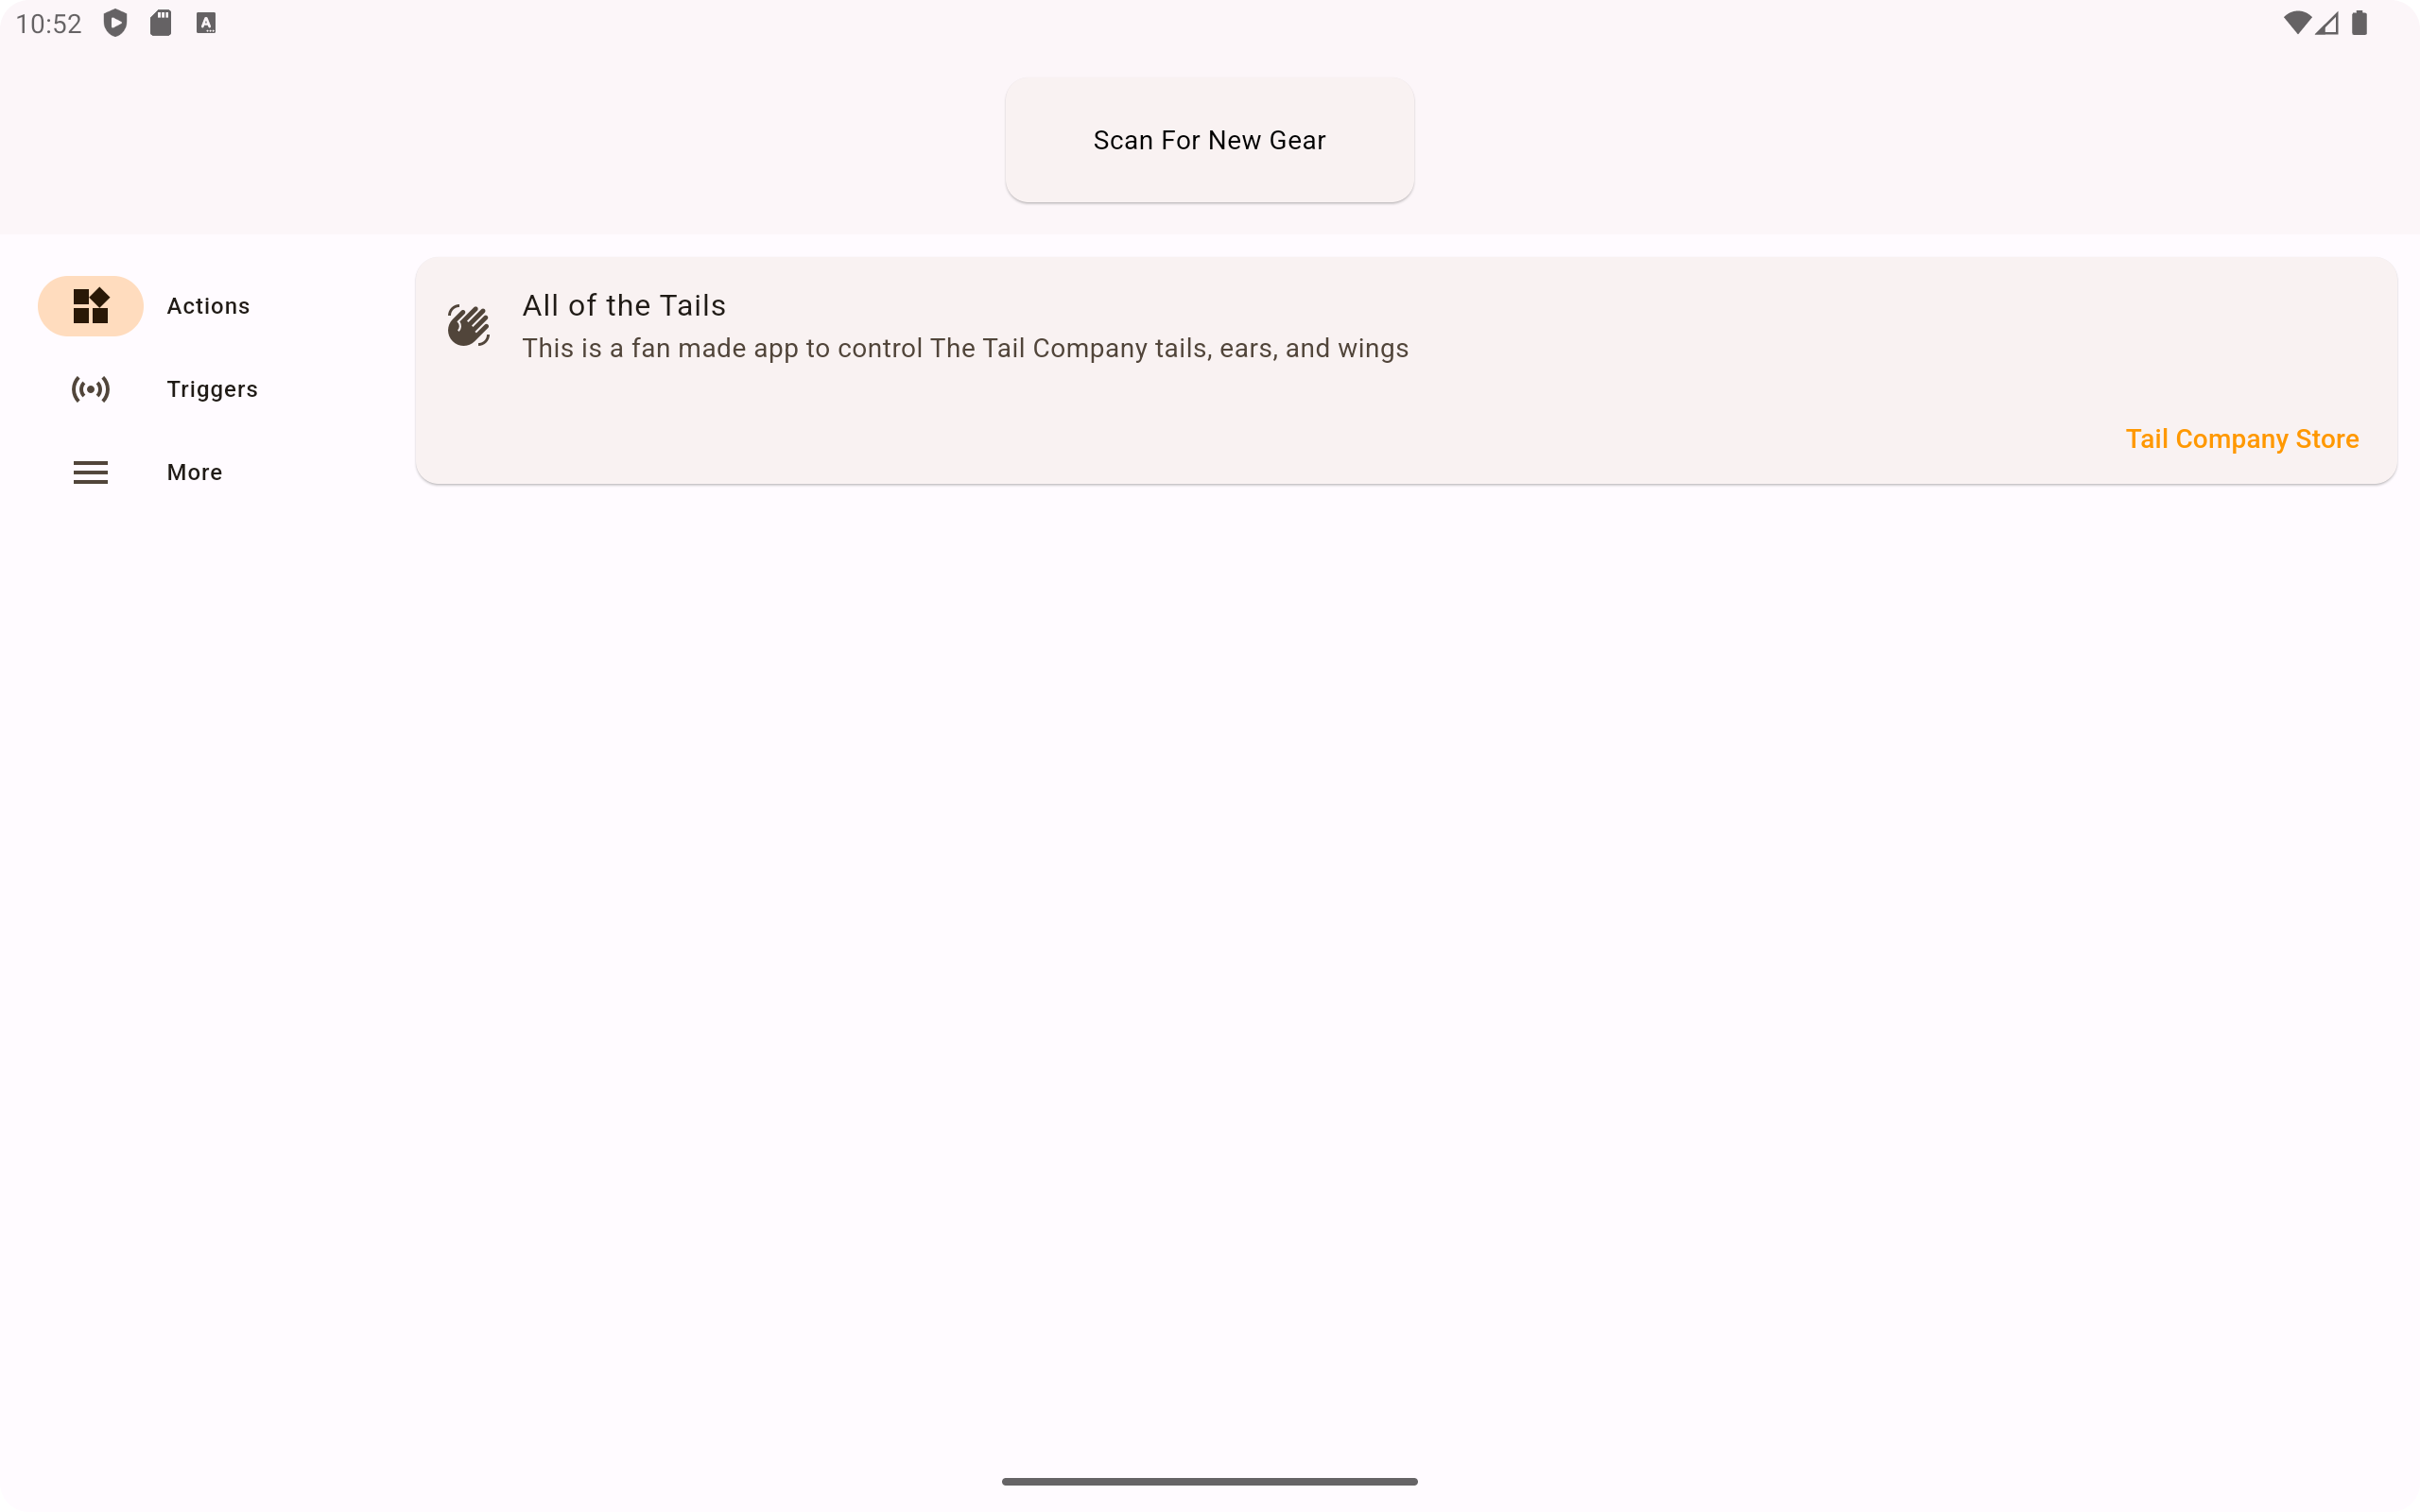 10:52
Scan For New Gear
Actions
Triggers
More
All of the Tails
This is a fan made app to control The Tail Company tails, ears, and wings
Tail Company Store